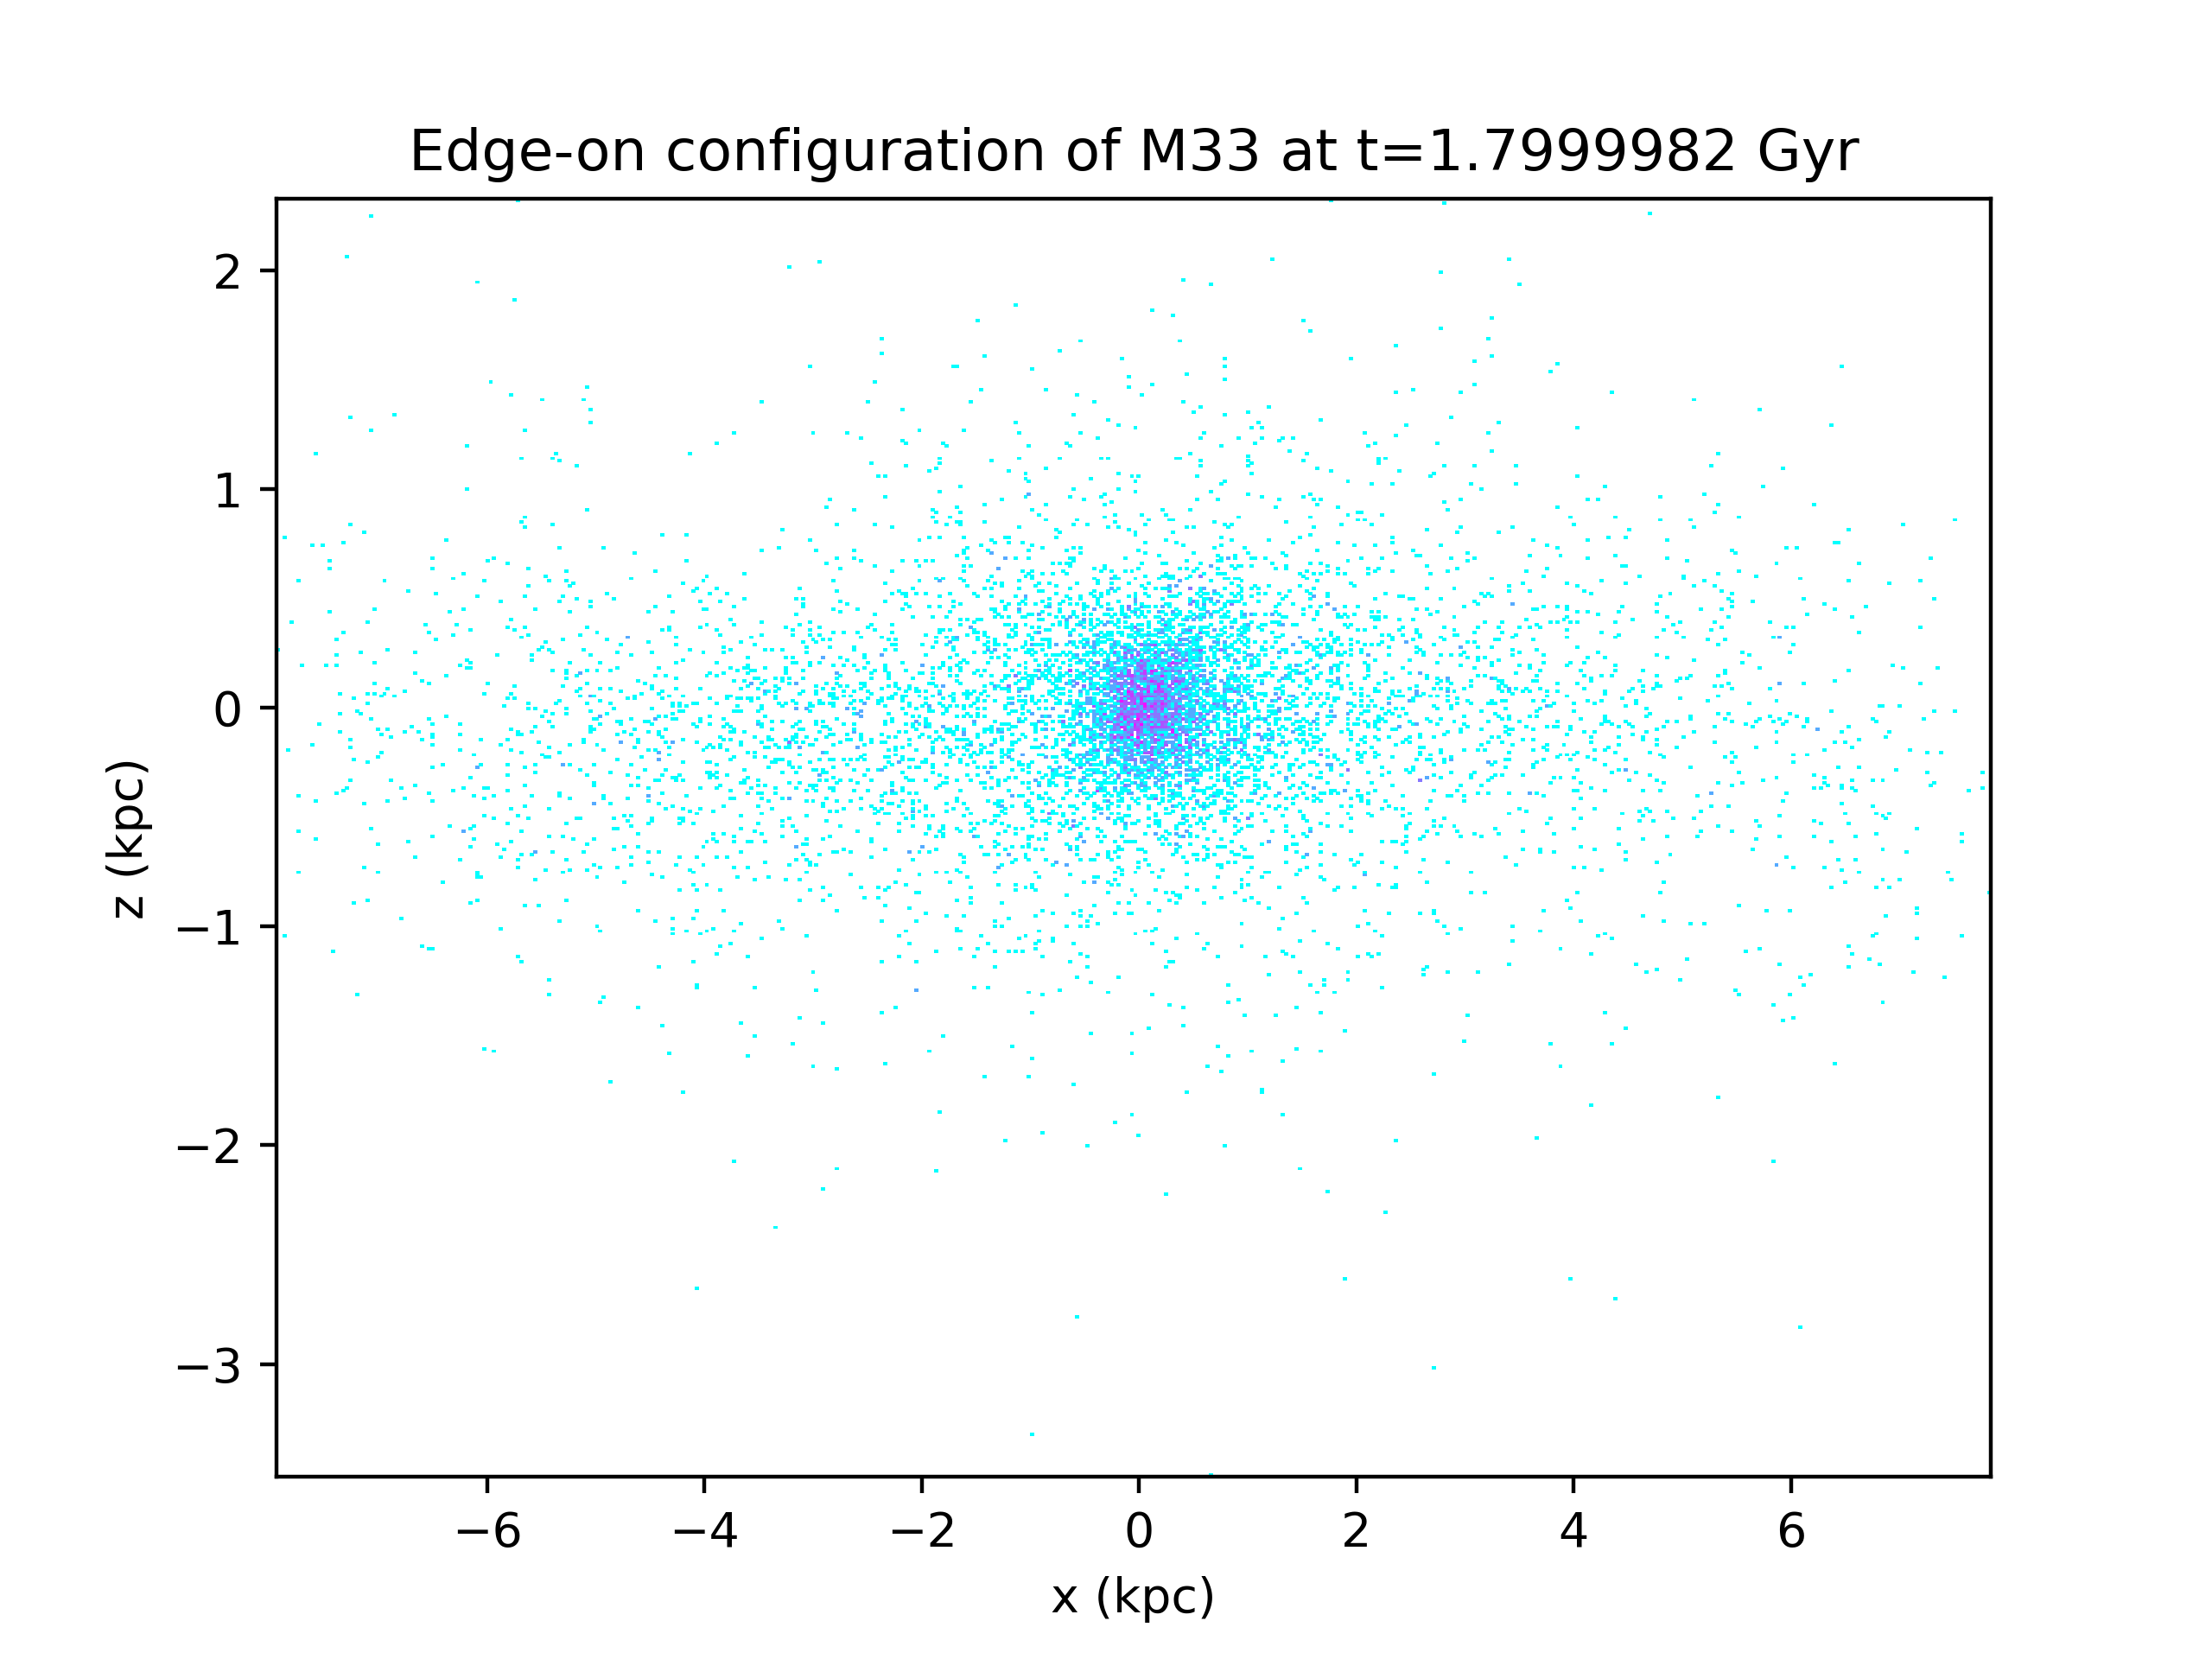 Edge-on configuration of M33 at t=1.7999982 Gyr
2
1
0
−1
−2
−3
z (kpc)
−6 −4 −2 0 2 4 6
x (kpc)